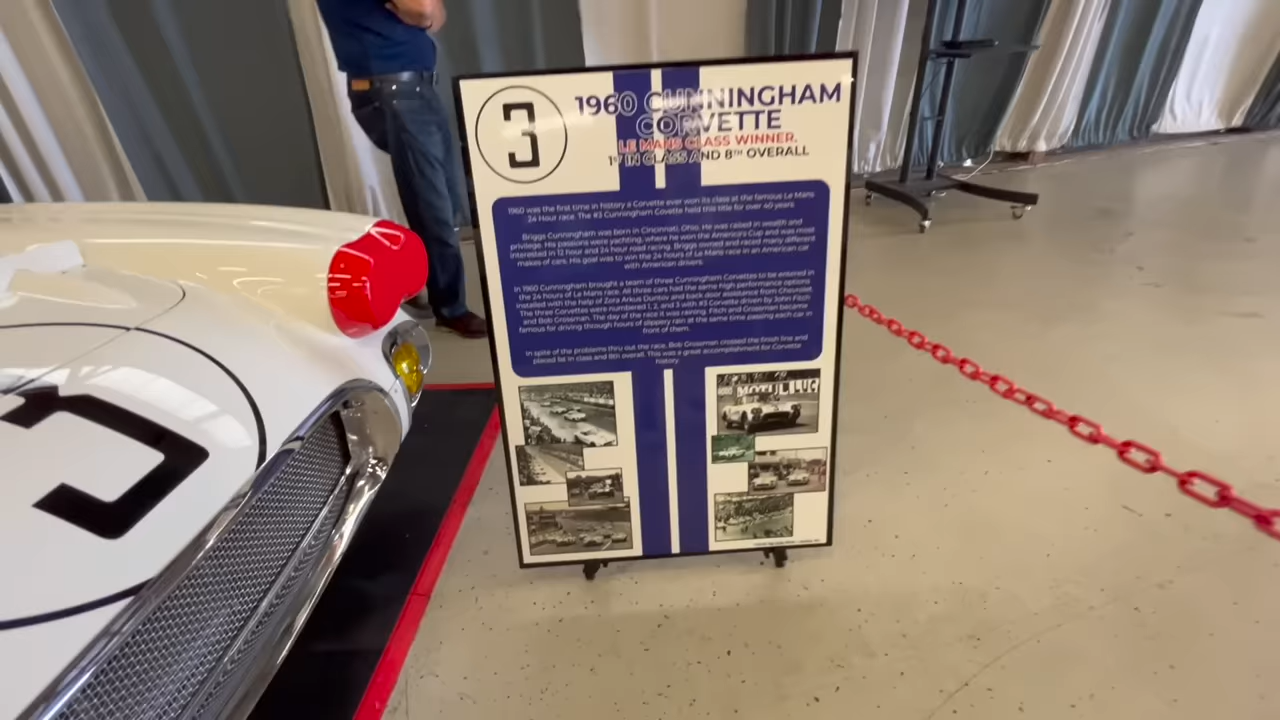 3
1960 CUNNINGHAM
CORVETTE
LE MANS CLASS WINNER.
1ST IN CLASS AND 8TH OVERALL
1960 was the first time in history a Corvette ever won its class at the famous Le Mans
24 Hour race. The #3 Cunningham Covette held this title for over 40 years.
Briggs Cunningham was born in Cincinnati, Ohio. He was raised in wealth and
privilege. His passions were yachting, where he won the America's Cup and was most
interested in 12 hour and 24 hour road racing. Briggs owned and raced many different
makes of cars. His goal was to win the 24 hours of Le Mans race in an American car
with American drivers.
In 1960 Cunningham brought a team of three Cunningham Corvettes to be entered in
the 24 hours of Le Mans race. All three cars had the same high performance options
installed with the help of Zora Arkus Duntov and back door assistance from Chevrolet.
The three Corvettes were numbered 1, 2, and 3 with #3 Corvette driven by John Fitch
and Bob Grossman. The day of the race it was raining. Fitch and Grossman became
famous for driving through hours of slippery rain at the same time passing each car in
front of them.
In spite of the problems thru out the race, Bob Grossman crossed the finish line and
placed 1st in class and 8th overall. This was a great accomplishment for Corvette
history.
MOTUL
3